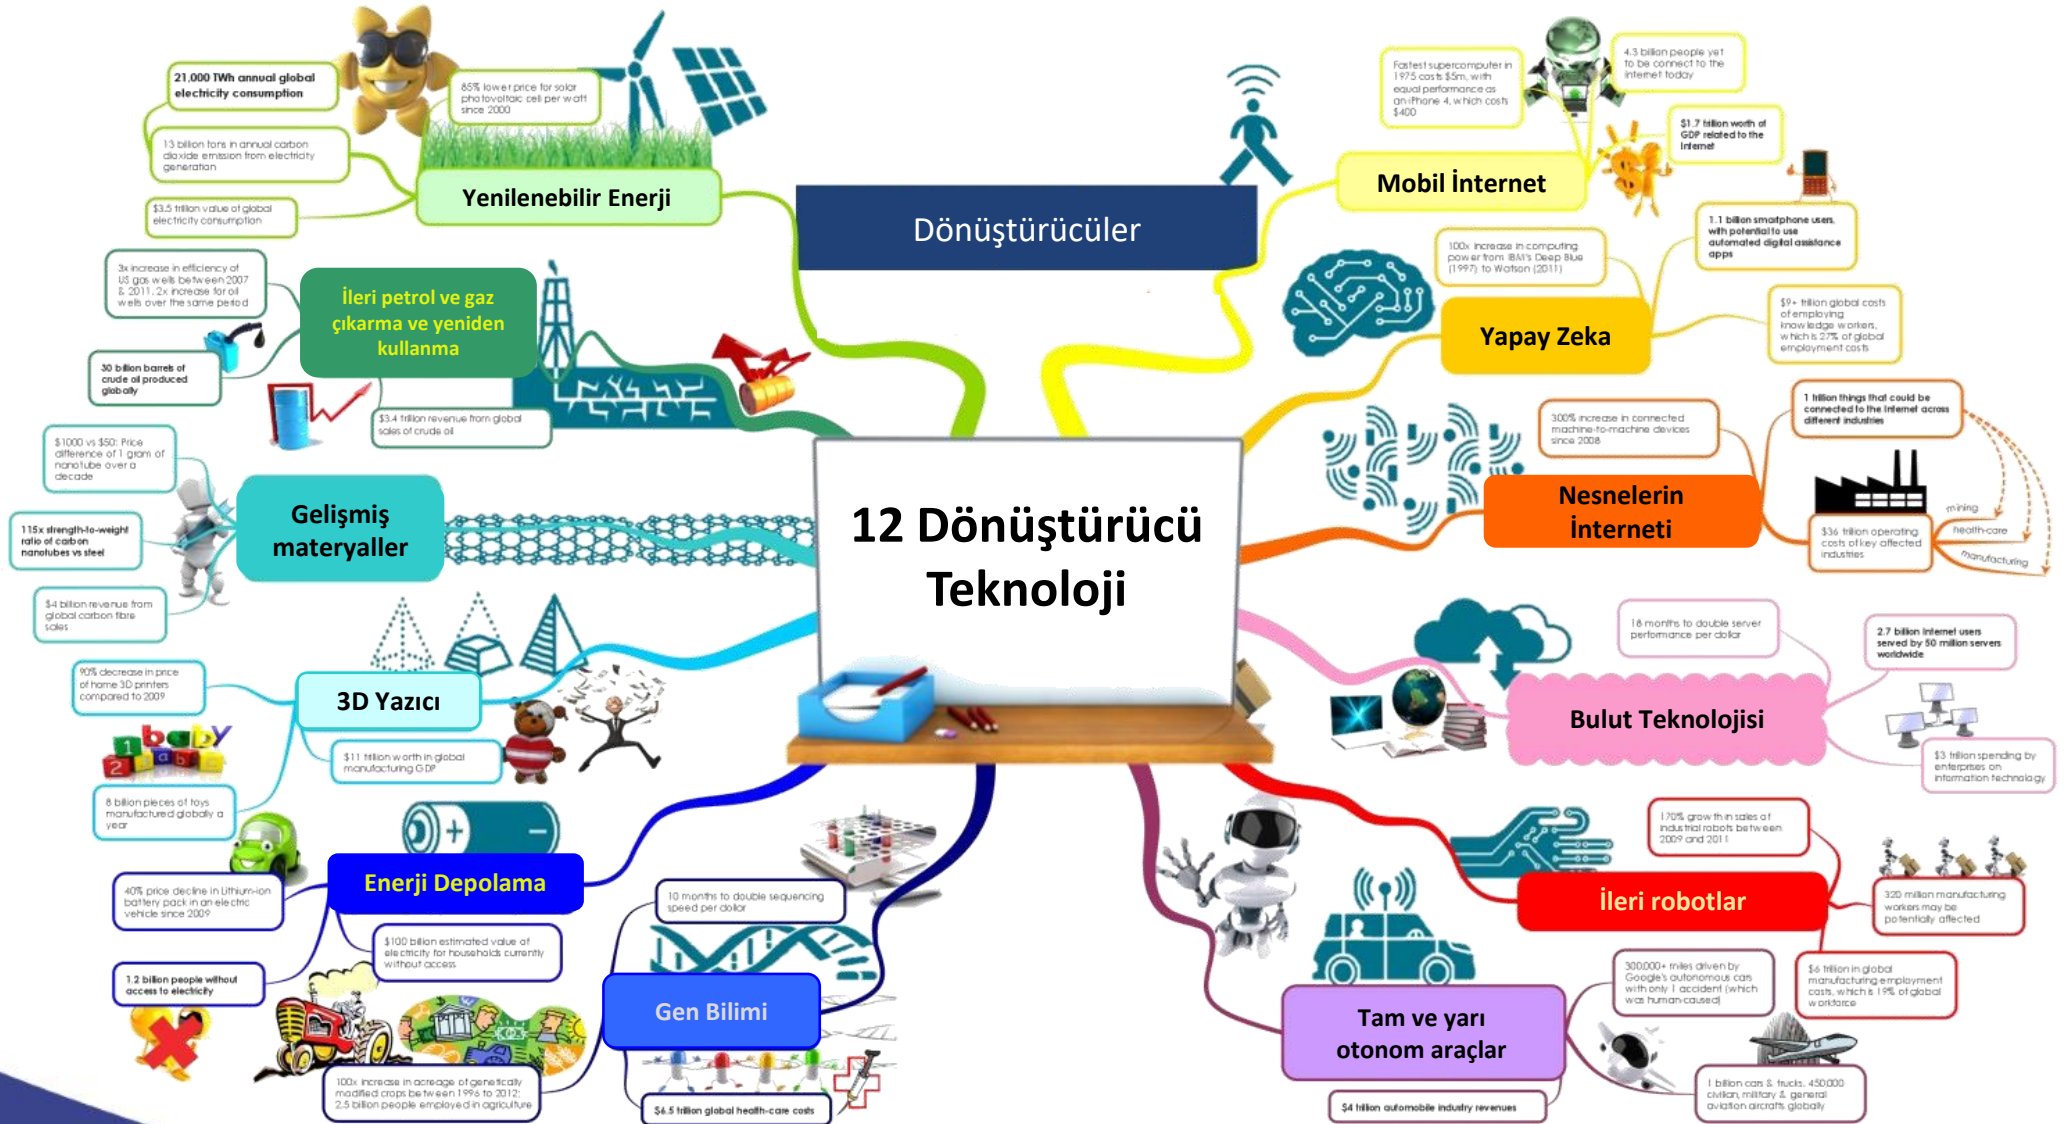 Dönüştürücüler
12 Dönüştürücü
Teknoloji
21,000 TWh annual global
electricity consumption
85% lower price for solar
photovoltaic cell per watt
since 2000
13 billion tons in annual carbon
dioxide emission from electricity
generation
$3.5 trillion value of global
electricity consumption
Yenilenebilir Enerji
3x increase in efficiency of
US gas wells between 2007
& 2011. 2x increase for oil
wells over the same period
İleri petrol ve gaz
çıkarma ve yeniden
kullanma
30 billion barrels of
crude oil produced
globally
$3.4 trillion revenue from global
sales of crude oil
$1000 vs $50: Price
difference of 1 gram of
nanotube over a
decade
115x strength-to-weight
ratio of carbon
nanotubes vs steel
$4 billion revenue from
global carbon fibre
sales
Gelişmiş
materyaller
90% decrease in price
of home 3D printers
compared to 2009
3D Yazıcı
$11 trillion worth in global
manufacturing GDP
baby
8 billion pieces of toys
manufactured globally a
year
Enerji Depolama
40% price decline in Lithium-ion
battery pack in an electric
vehicle since 2009
$100 billion estimated value of
electricity for households currently
without access
1.2 billion people without
access to electricity
10 months to double sequencing
speed per dollar
Gen Bilimi
100x increase in acreage of genetically
modified crops between 1996 to 2012;
2.5 billion people employed in agriculture
$6.5 trillion global health-care costs
Fastest supercomputer in
1975 costs $5m, with
equal performance as
an iPhone 4, which costs
$400
4.3 billion people yet
to be connect to the
internet today
$1.7 trillion worth of
GDP related to the
Internet
Mobil İnternet
1.1 billion smartphone users,
with potential to use
automated digital assistance
apps
100x increase in computing
power from IBM's Deep Blue
(1997) to Watson (2011)
$9+ trillion global costs
of employing
knowledge workers,
which is 27% of global
employment costs
Yapay Zeka
300% increase in connected
machine-to-machine devices
since 2008
1 trillion things that could be
connected to the Internet across
different industries
Nesnelerin
İnterneti
$36 trillion operating
costs of key affected
industries
mining
health-care
manufacturing
18 months to double server
performance per dollar
2.7 billion Internet users
served by 50 million servers
worldwide
Bulut Teknolojisi
$3 trillion spending by
enterprises on
information technology
170% growth in sales of
industrial robots between
2009 and 2011
İleri robotlar
320 million manufacturing
workers may be
potentially affected
$6 trillion in global
manufacturing employment
costs, which is 19% of global
workforce
300,000+ miles driven by
Google's autonomous cars
with only 1 accident (which
was human-caused)
Tam ve yarı
otonom araçlar
1 billion cars & trucks. 450,000
civilian, military & general
aviation aircrafts globally
$4 trillion automobile industry revenues